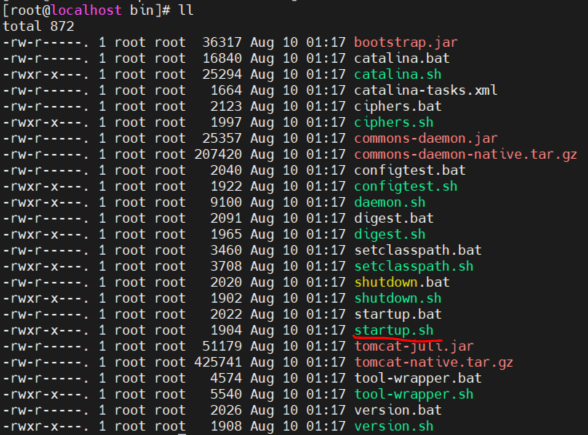 [root@localhost bin]# ll
total 872
-rw-r-----. 1 root root  36317 Aug 10 01:17 bootstrap.jar
-rw-r-----. 1 root root  16840 Aug 10 01:17 catalina.bat
-rwxr-x---. 1 root root  25294 Aug 10 01:17 catalina.sh
-rw-r-----. 1 root root   1664 Aug 10 01:17 catalina-tasks.xml
-rw-r-----. 1 root root   2123 Aug 10 01:17 ciphers.bat
-rwxr-x---. 1 root root   1997 Aug 10 01:17 ciphers.sh
-rw-r-----. 1 root root  25357 Aug 10 01:17 commons-daemon.jar
-rw-r-----. 1 root root 207420 Aug 10 01:17 commons-daemon-native.tar.gz
-rw-r-----. 1 root root   2040 Aug 10 01:17 configtest.bat
-rwxr-x---. 1 root root   1922 Aug 10 01:17 configtest.sh
-rwxr-x---. 1 root root   9100 Aug 10 01:17 daemon.sh
-rw-r-----. 1 root root   2091 Aug 10 01:17 digest.bat
-rwxr-x---. 1 root root   1965 Aug 10 01:17 digest.sh
-rw-r-----. 1 root root   3460 Aug 10 01:17 setclasspath.bat
-rwxr-x---. 1 root root   3708 Aug 10 01:17 setclasspath.sh
-rw-r-----. 1 root root   2020 Aug 10 01:17 shutdown.bat
-rwxr-x---. 1 root root   1902 Aug 10 01:17 shutdown.sh
-rw-r-----. 1 root root   2022 Aug 10 01:17 startup.bat
-rwxr-x---. 1 root root   1904 Aug 10 01:17 startup.sh
-rw-r-----. 1 root root  51179 Aug 10 01:17 tomcat-juli.jar
-rw-r-----. 1 root root 425741 Aug 10 01:17 tomcat-native.tar.gz
-rw-r-----. 1 root root   4574 Aug 10 01:17 tool-wrapper.bat
-rwxr-x---. 1 root root   5540 Aug 10 01:17 tool-wrapper.sh
-rw-r-----. 1 root root   2026 Aug 10 01:17 version.bat
-rwxr-x---. 1 root root   1908 Aug 10 01:17 version.sh